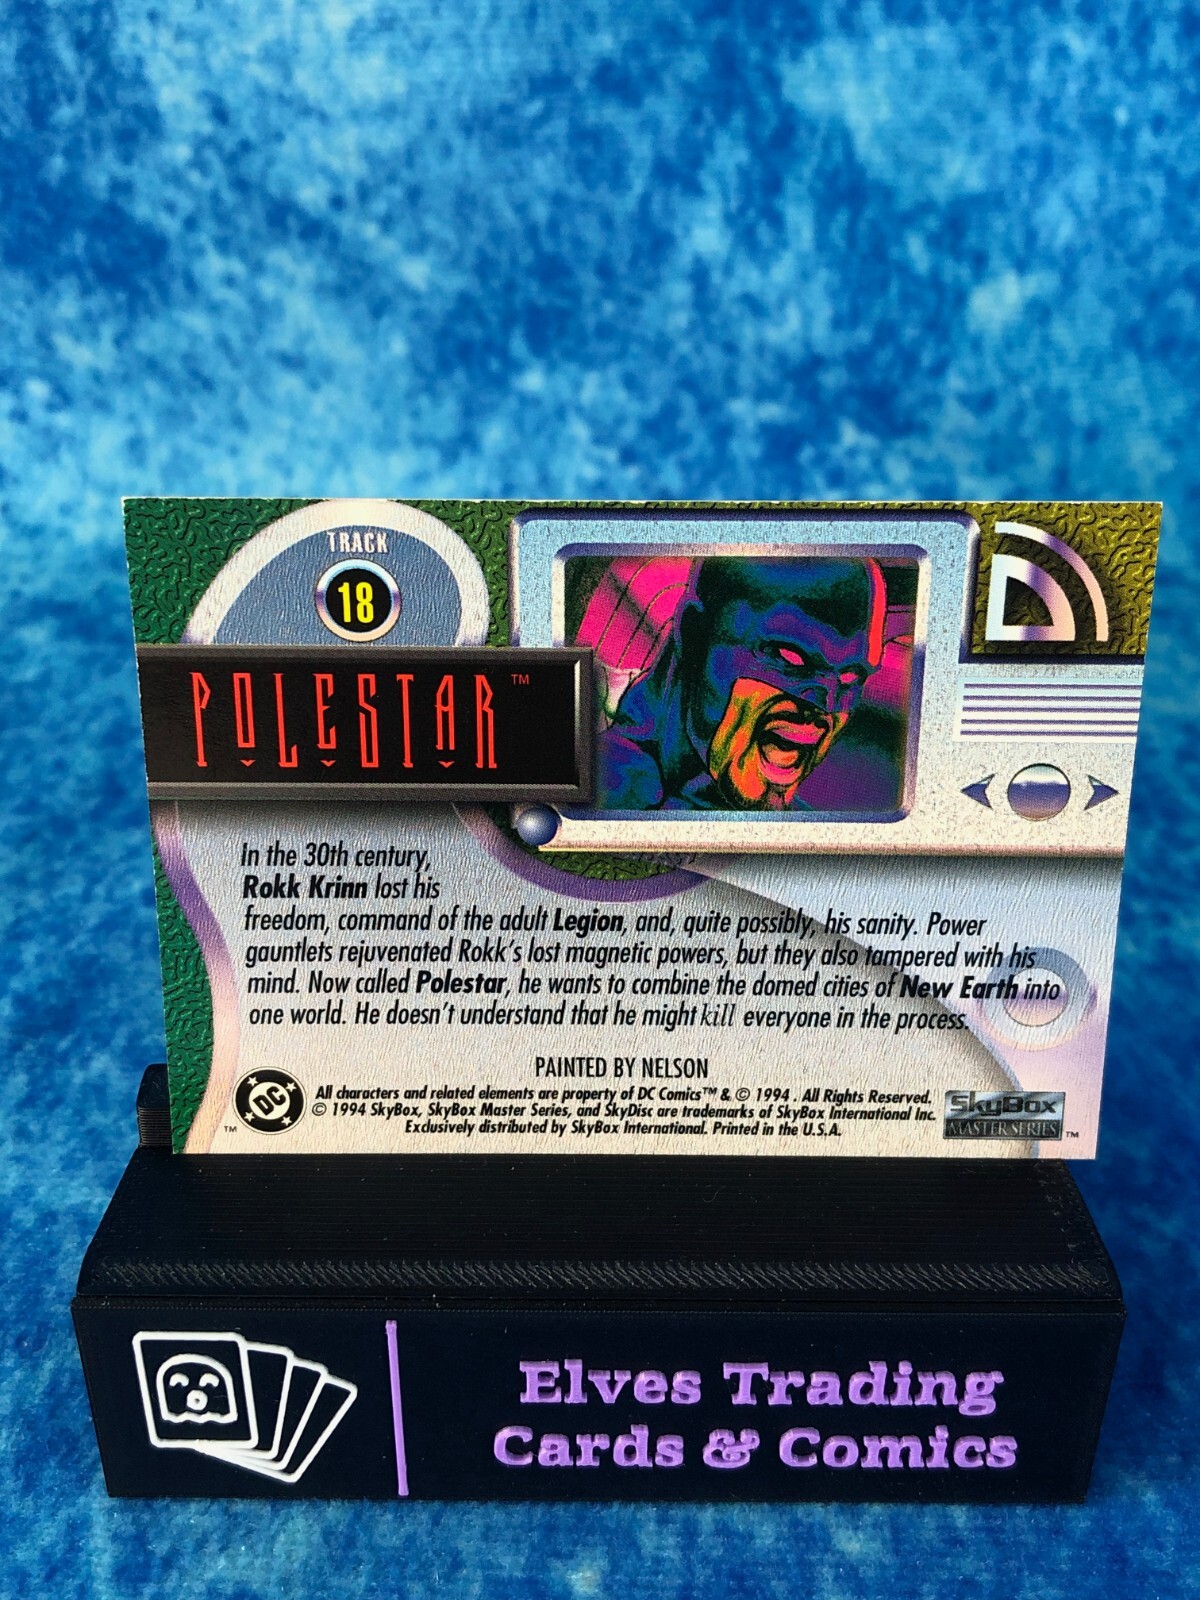 TRACK
18
POLESTAR™
In the 30th century,
Rokk Krinn lost his
freedom, command of the adult Legion, and, quite possibly, his sanity. Power
gauntlets rejuvenated Rokk's lost magnetic powers, but they also tampered with his
mind. Now called Polestar, he wants to combine the domed cities of New Earth into
one world. He doesn't understand that he might kill everyone in the process.
PAINTED BY NELSON
All characters and related elements are property of DC Comics™ & © 1994 . All Rights Reserved.
© 1994 SkyBox, SkyBox Master Series, and SkyDisc are trademarks of SkyBox International Inc.
Exclusively distributed by SkyBox International. Printed in the U.S.A.
DC
™
SkyBox
MASTER SERIES
™
Elves Trading
Cards & Comics